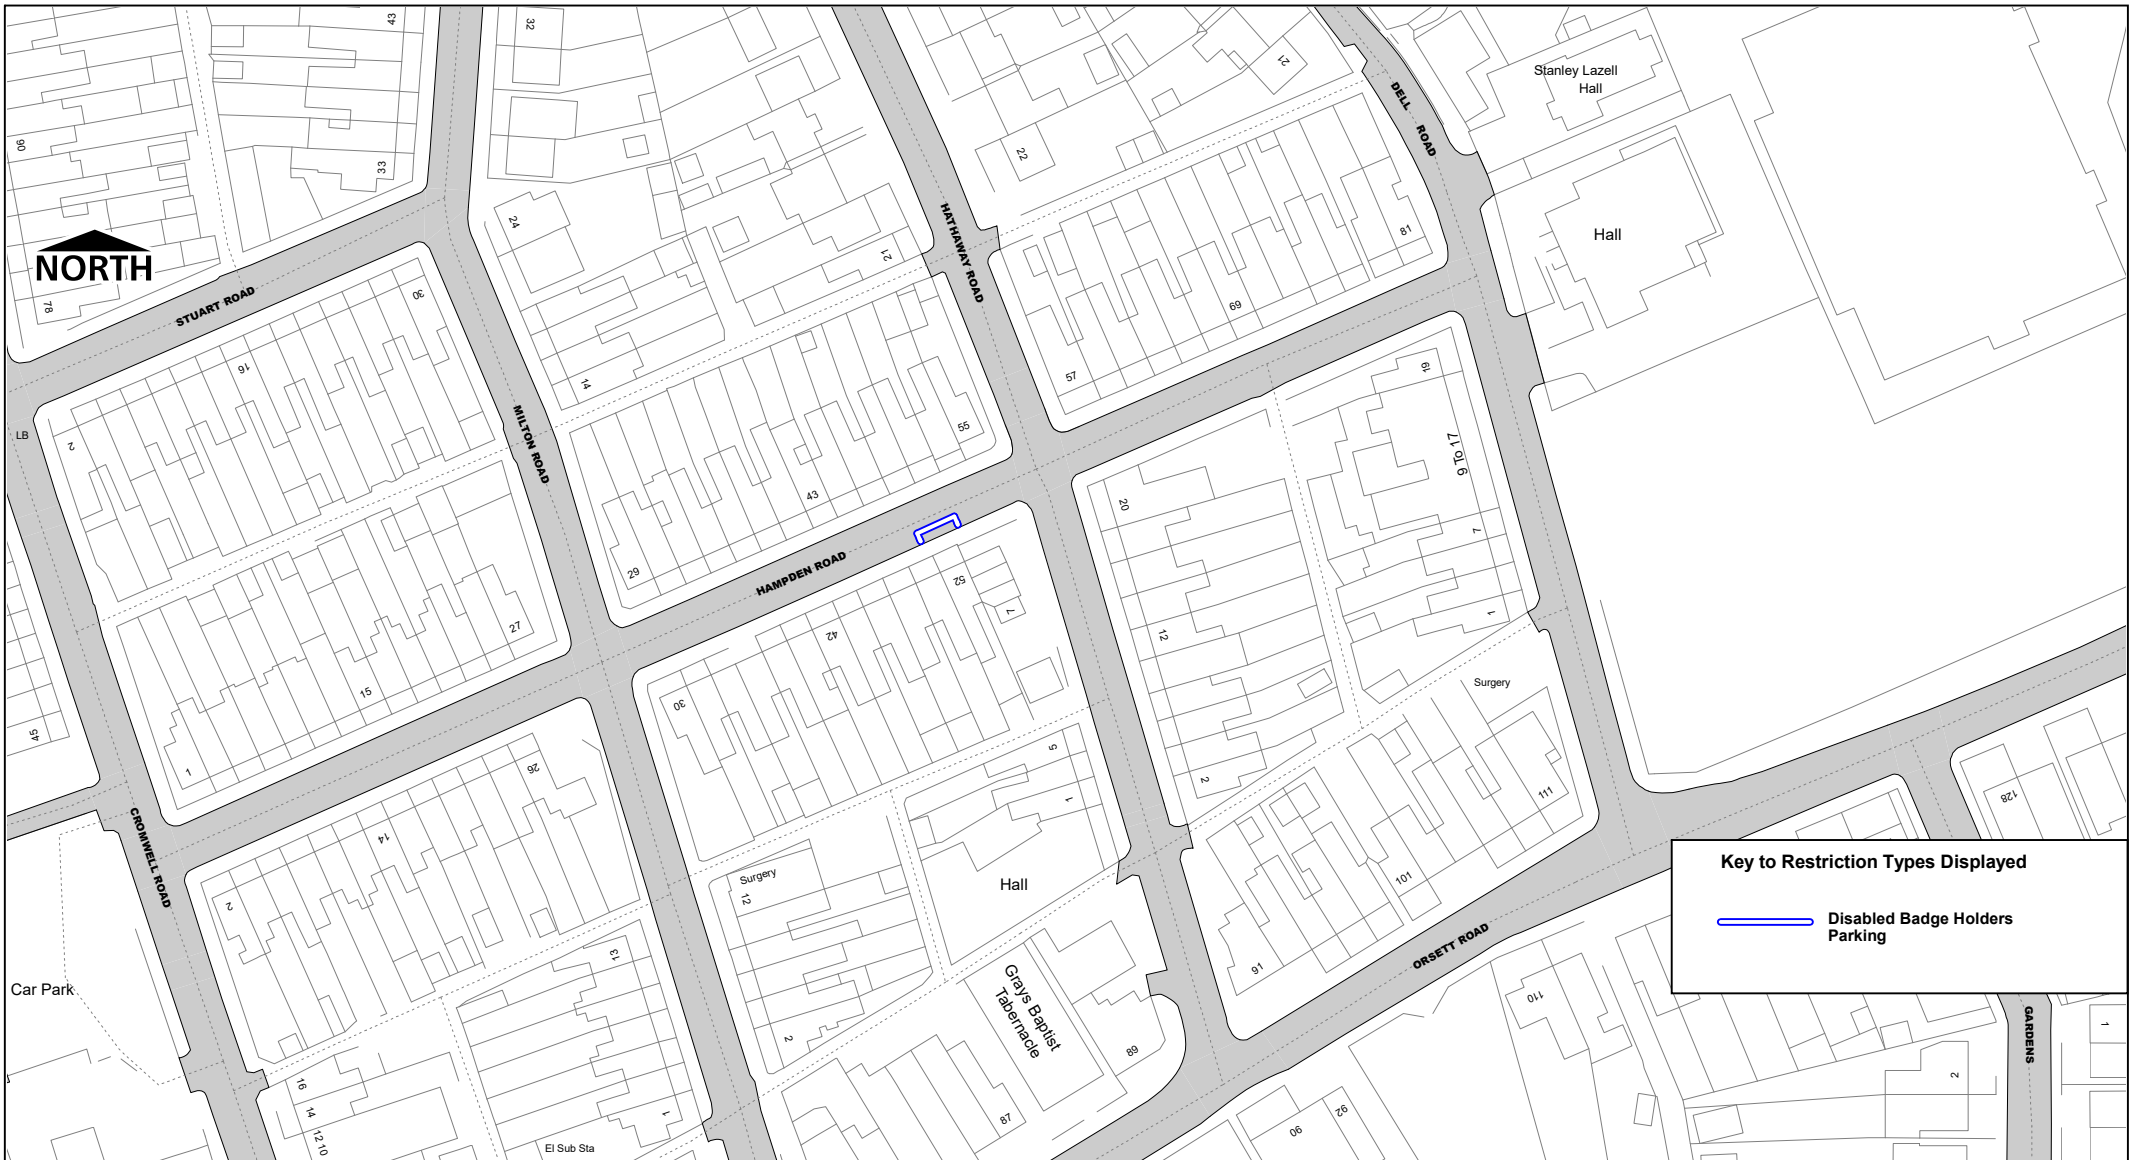 43
32
21
Stanley Lazell
Hall
DELL ROAD
90
33
22
24
HATHAWAY ROAD
21
81
Hall
NORTH
78
STUART ROAD
30
69
16
14
57
19
MILTON ROAD
LB
2
55
9 To 17
43
20
7
29
HAMPDEN ROAD
52
7
1
27
42
12
15
30
Surgery
45
1
26
5
2
1
111
128
CROMWELL ROAD
14
Key to Restriction Types Displayed
Surgery
12
Hall
101
2
Disabled Badge Holders
Parking
ORSETT ROAD
13
91
Car Park
Grays Baptist
Tabernacle
110
GARDENS
1
2
89
16
14
12 10
1
87
92
90
2
El Sub Sta